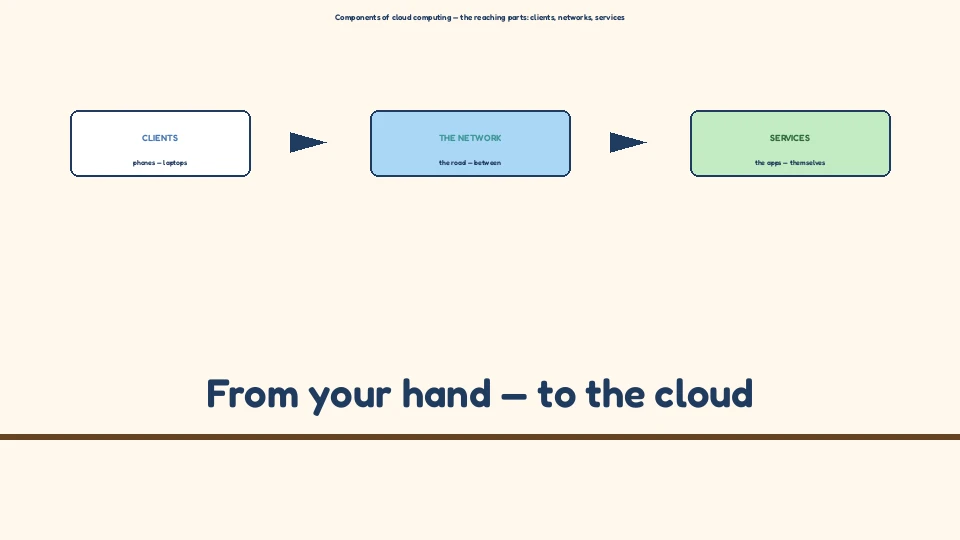 Components of cloud computing — the reaching parts: clients, networks, services
CLIENTS
phones — laptops
THE NETWORK
the road — between
SERVICES
the apps — themselves
From your hand — to the cloud